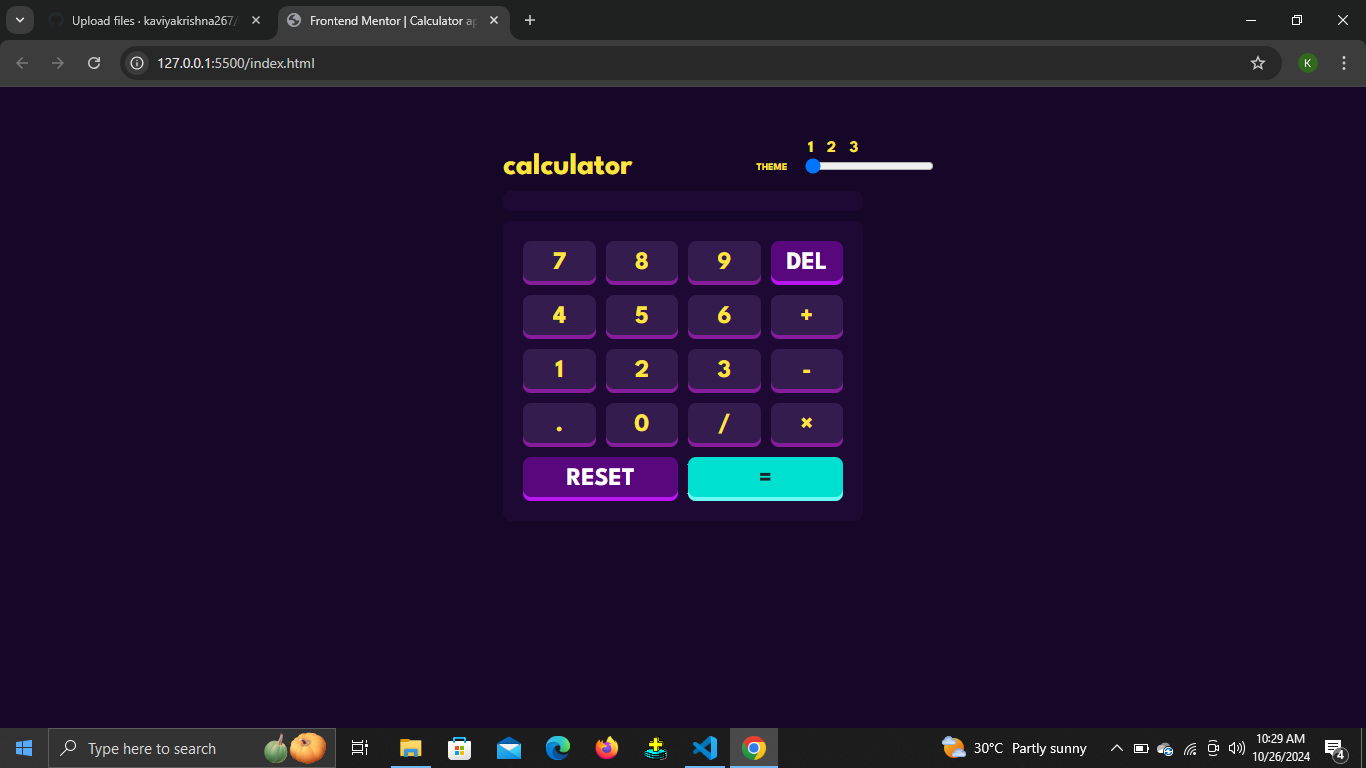 Upload files · kaviyakrishna267/
Frontend Mentor | Calculator ap
127.0.0.1:5500/index.html
K
1 2 3
calculator
THEME
7 8 9 DEL
4 5 6 +
1 2 3 -
. 0 / ×
RESET =
Type here to search
30°C Partly sunny
10:29 AM
10/26/2024
4